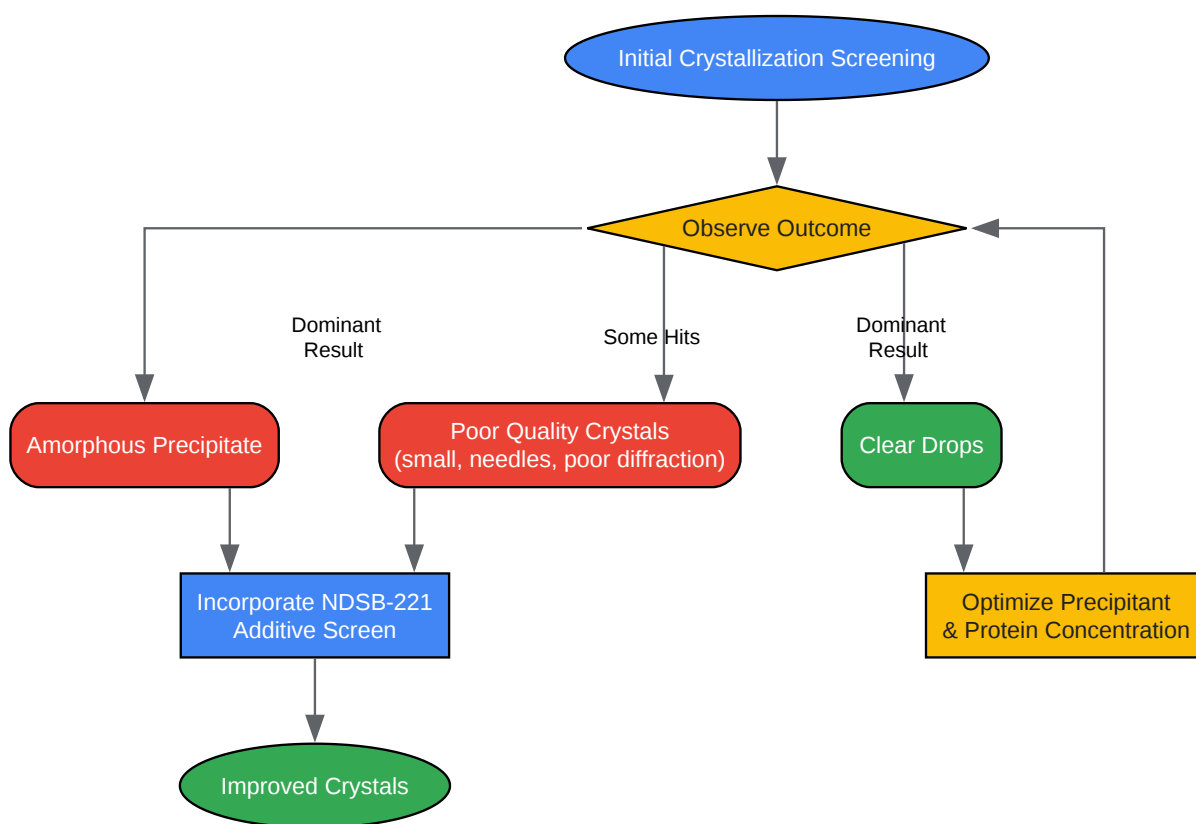 Initial Crystallization Screening
Observe Outcome
Dominant
Result
Some Hits
Dominant
Result
Amorphous Precipitate
Poor Quality Crystals
(small, needles, poor diffraction)
Clear Drops
Incorporate NDSB-221
Additive Screen
Optimize Precipitant
& Protein Concentration
Improved Crystals